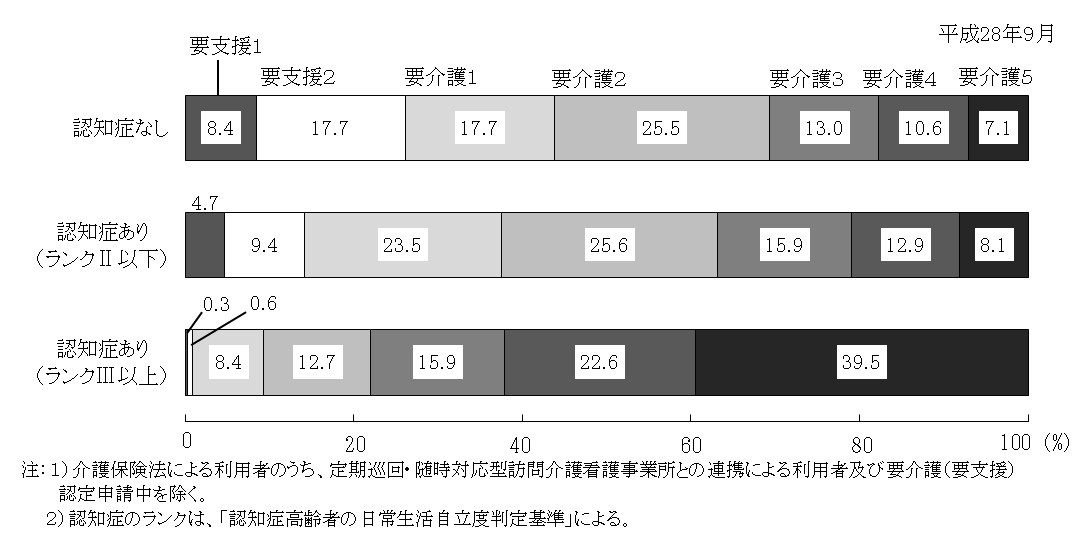 平成28年9月
要支援1
要支援2 要介護1 要介護2 要介護3 要介護4 要介護5
認知症なし 8.4 17.7 17.7 25.5 13.0 10.6 7.1
4.7
認知症あり
(ランクⅡ以下) 9.4 23.5 25.6 15.9 12.9 8.1
0.3 0.6
認知症あり
(ランクⅢ以上) 8.4 12.7 15.9 22.6 39.5
0 20 40 60 80 100 (%)
注：1) 介護保険法による利用者のうち、定期巡回・随時対応型訪問介護看護事業所との連携による利用者及び要介護(要支援)
認定申請中を除く。
2) 認知症のランクは、「認知症高齢者の日常生活自立度判定基準」による。